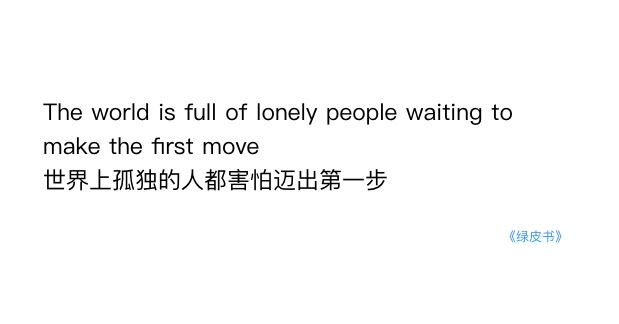 The world is full of lonely people waiting to
make the first move
世界上孤独的人都害怕迈出第一步
《绿皮书》